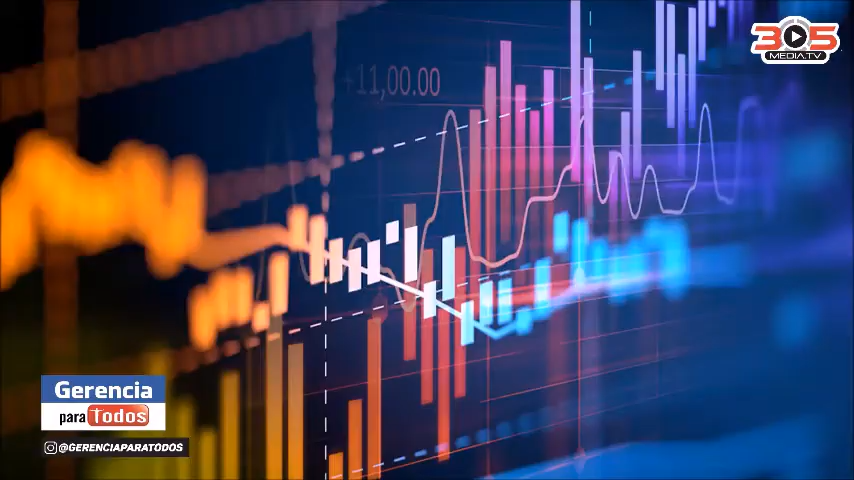 305
MEDIA.TV
+11,00.00
Gerencia
para Todos
@GERENCIAPARATODOS